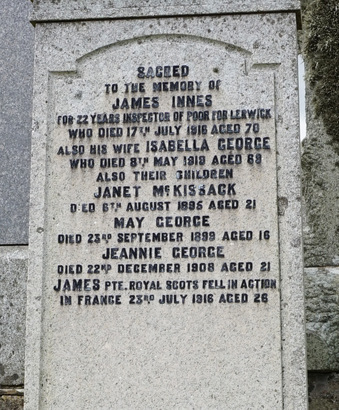 SACRED
TO THE MEMORY OF
JAMES INNES
FOR 22 YEARS INSPECTOR OF POOR FOR LERWICK
WHO DIED 17TH JULY 1916 AGED 70
ALSO HIS WIFE ISABELLA GEORGE
WHO DIED 8TH MAY 1919 AGED 69
ALSO THEIR CHILDREN
JANET MCKISSACK
DIED 6TH AUGUST 1895 AGED 21
MAY GEORGE
DIED 23RD SEPTEMBER 1899 AGED 16
JEANNIE GEORGE
DIED 22ND DECEMBER 1908 AGED 21
JAMES PTE. ROYAL SCOTS FELL IN ACTION
IN FRANCE 23RD JULY 1916 AGED 26